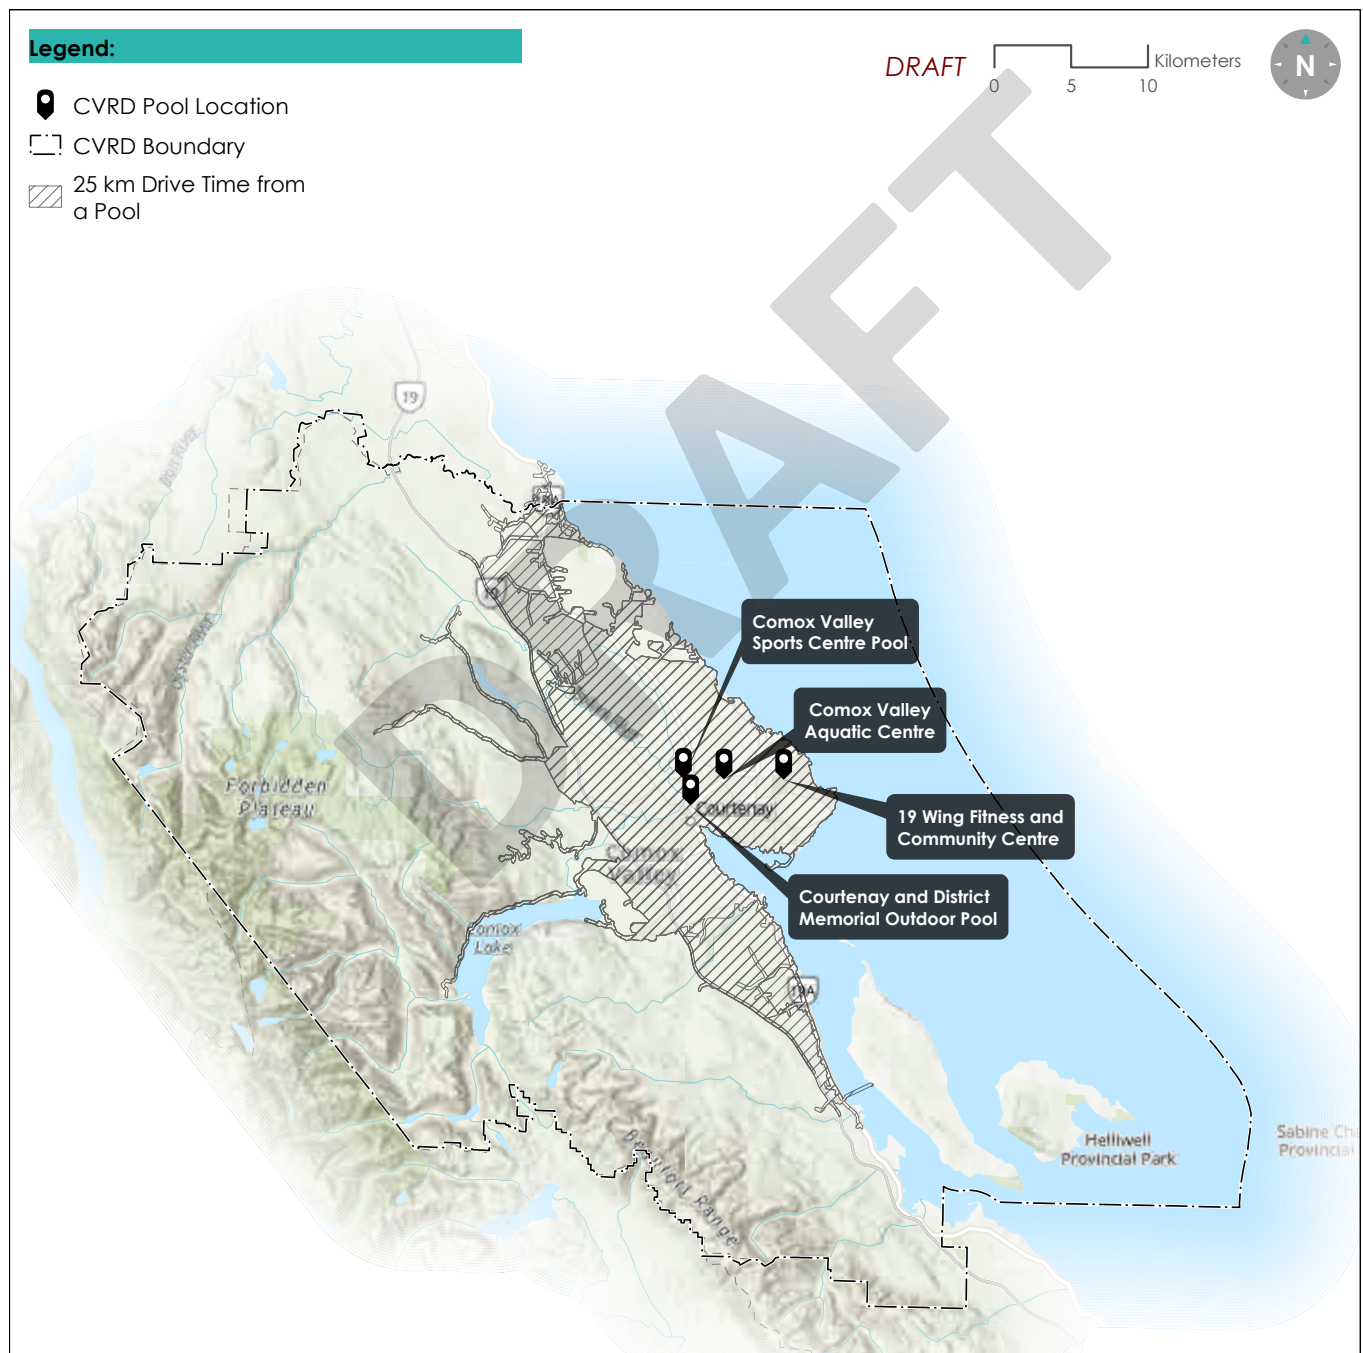 Legend:
CVRD Pool Location
CVRD Boundary
25 km Drive Time from
a Pool
DRAFT
Kilometers
0 5 10
N
DRAFT
19
Comox Valley
Sports Centre Pool
Comox Valley
Aquatic Centre
19 Wing Fitness and
Community Centre
Courtenay and District
Memorial Outdoor Pool
Forbidden
Plateau
Courtenay
Comox
Valley
Comox
Lake
19A
Beaufort Range
Helliwell
Provincial Park
Provincial